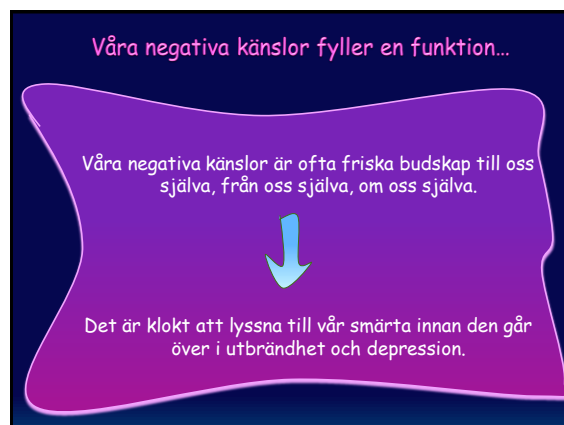 Våra negativa känslor fyller en funktion…
Våra negativa känslor är ofta friska budskap till oss
själva, från oss själva, om oss själva.
Det är klokt att lyssna till vår smärta innan den går
över i utbrändhet och depression.